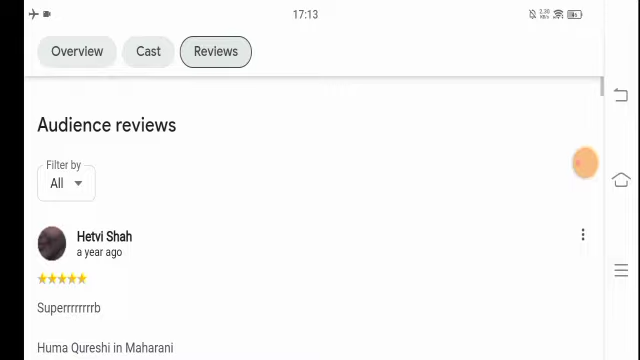 17:13
Overview Cast Reviews
Audience reviews
Filter by
All
Hetvi Shah
a year ago
Superrrrrrrrb
Huma Qureshi in Maharani